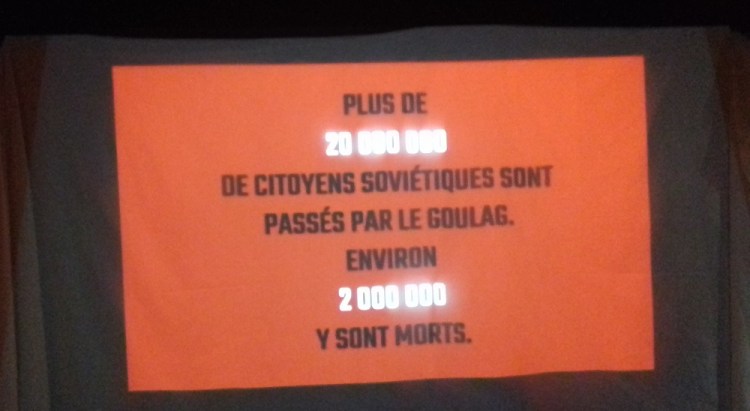 PLUS DE
20 000 000
DE CITOYENS SOVIÉTIQUES SONT
PASSÉS PAR LE GOULAG.
ENVIRON
2 000 000
Y SONT MORTS.